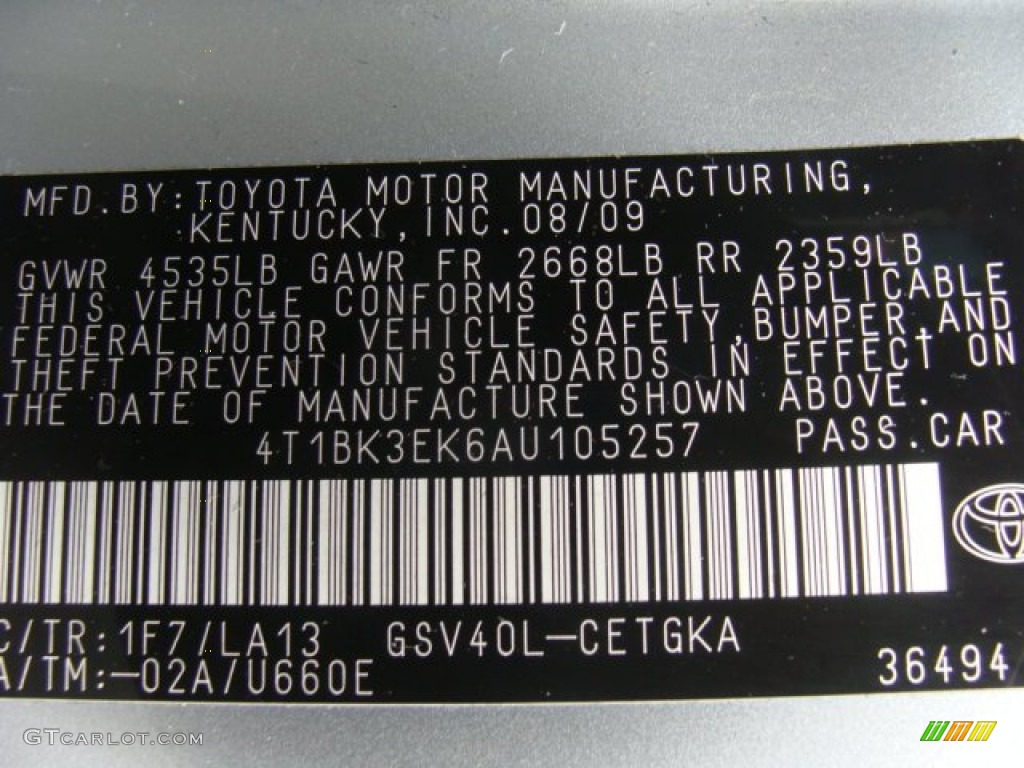 MFD.BY:TOYOTA MOTOR MANUFACTURING,
KENTUCKY,INC.08/09
GVWR 4535LB GAWR FR 2668LB RR 2359LB
THIS VEHICLE CONFORMS TO ALL APPLICABLE
FEDERAL MOTOR VEHICLE SAFETY,BUMPER,AND
THEFT PREVENTION STANDARDS IN EFFECT ON
THE DATE OF MANUFACTURE SHOWN ABOVE.
4T1BK3EK6AU105257 PASS.CAR
C/TR:1F7/LA13 GSV40L-CETGKA
A/TM:-02A/U660E 36494
GTCARLOT.COM